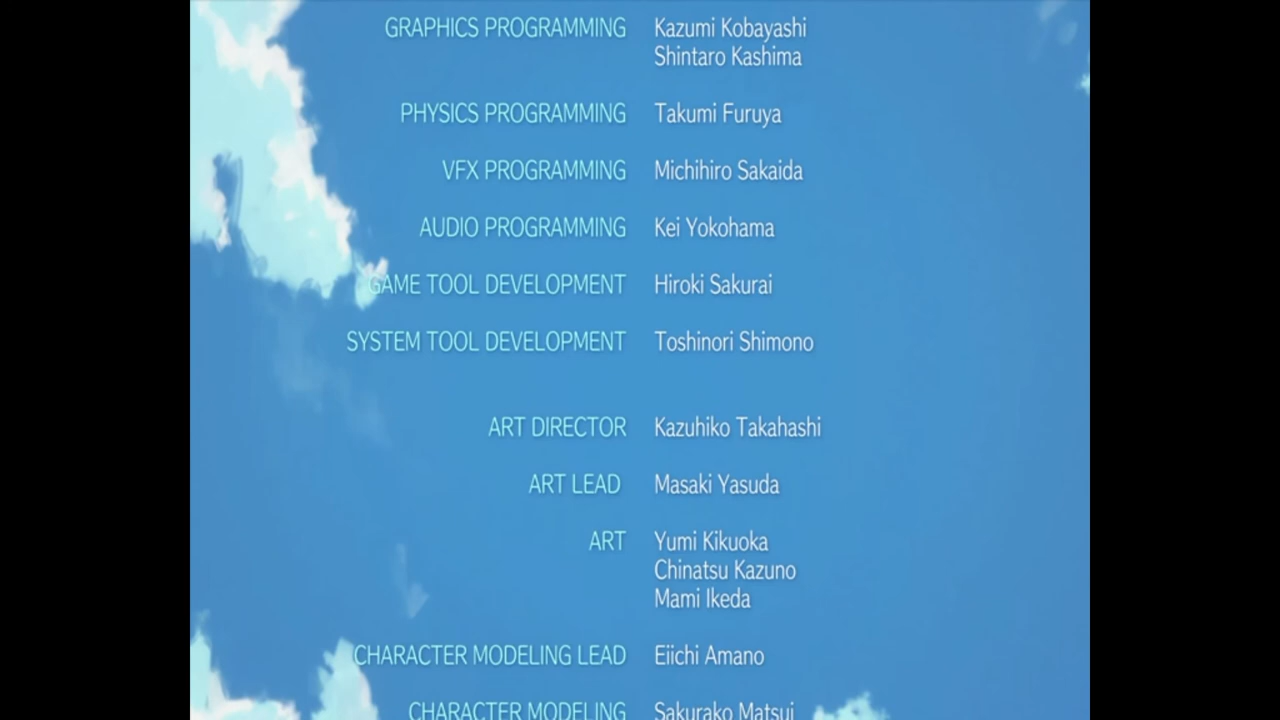 GRAPHICS PROGRAMMING Kazumi Kobayashi
Shintaro Kashima
PHYSICS PROGRAMMING Takumi Furuya
VFX PROGRAMMING Michihiro Sakaida
AUDIO PROGRAMMING Kei Yokohama
GAME TOOL DEVELOPMENT Hiroki Sakurai
SYSTEM TOOL DEVELOPMENT Toshinori Shimono
ART DIRECTOR Kazuhiko Takahashi
ART LEAD Masaki Yasuda
ART Yumi Kikuoka
Chinatsu Kazuno
Mami Ikeda
CHARACTER MODELING LEAD Eiichi Amano
CHARACTER MODELING Sakurako Matsui